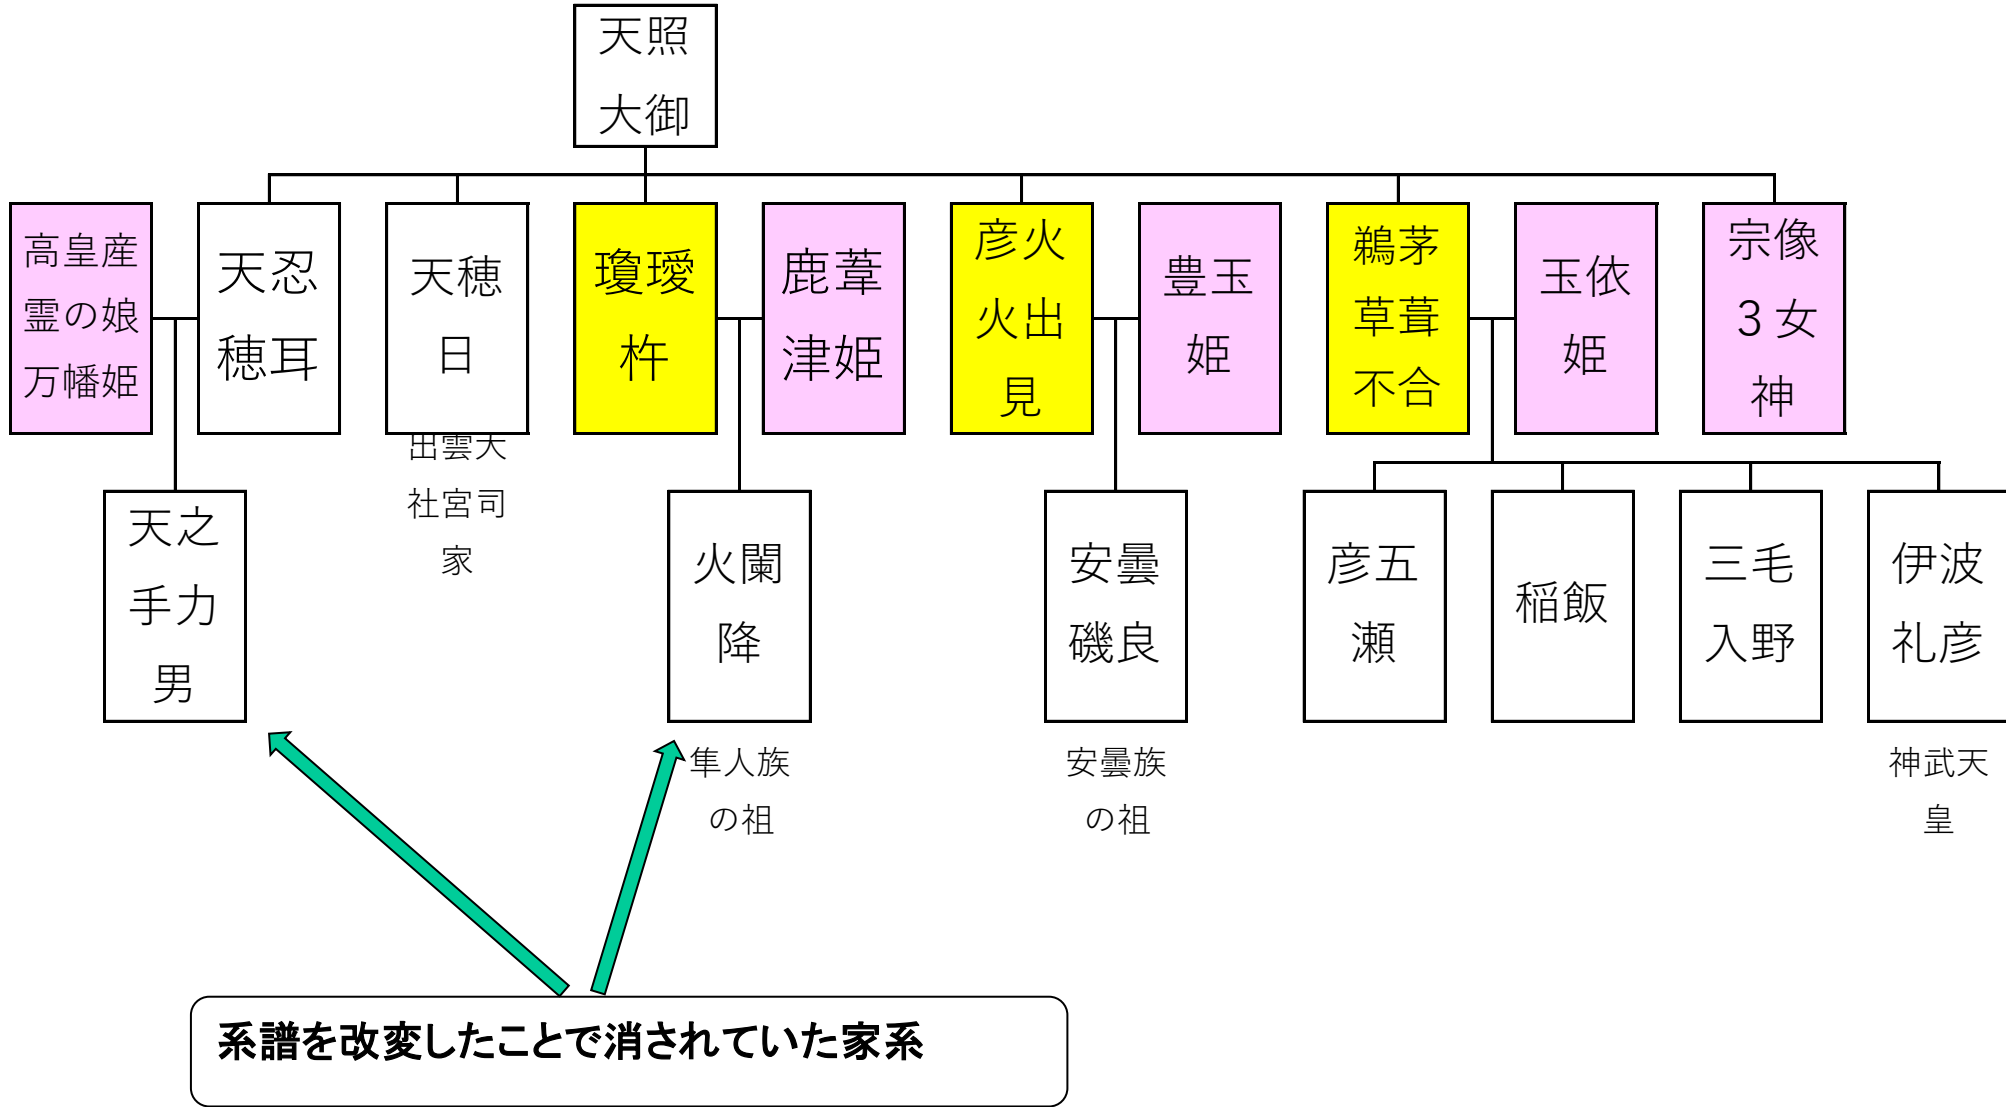 天照
大御
高皇産
霊の娘
万幡姫
天忍
穂耳
天穂
日
瓊瓊
杵
鹿葦
津姫
彦火
火出
見
豊玉
姫
鵜茅
草葺
不合
玉依
姫
宗像
３女
神
出雲大
社宮司
家
天之
手力
男
火闌
降
安曇
磯良
彦五
瀬
稲飯
三毛
入野
伊波
礼彦
隼人族
の祖
安曇族
の祖
神武天
皇
系譜を改変したことで消されていた家系